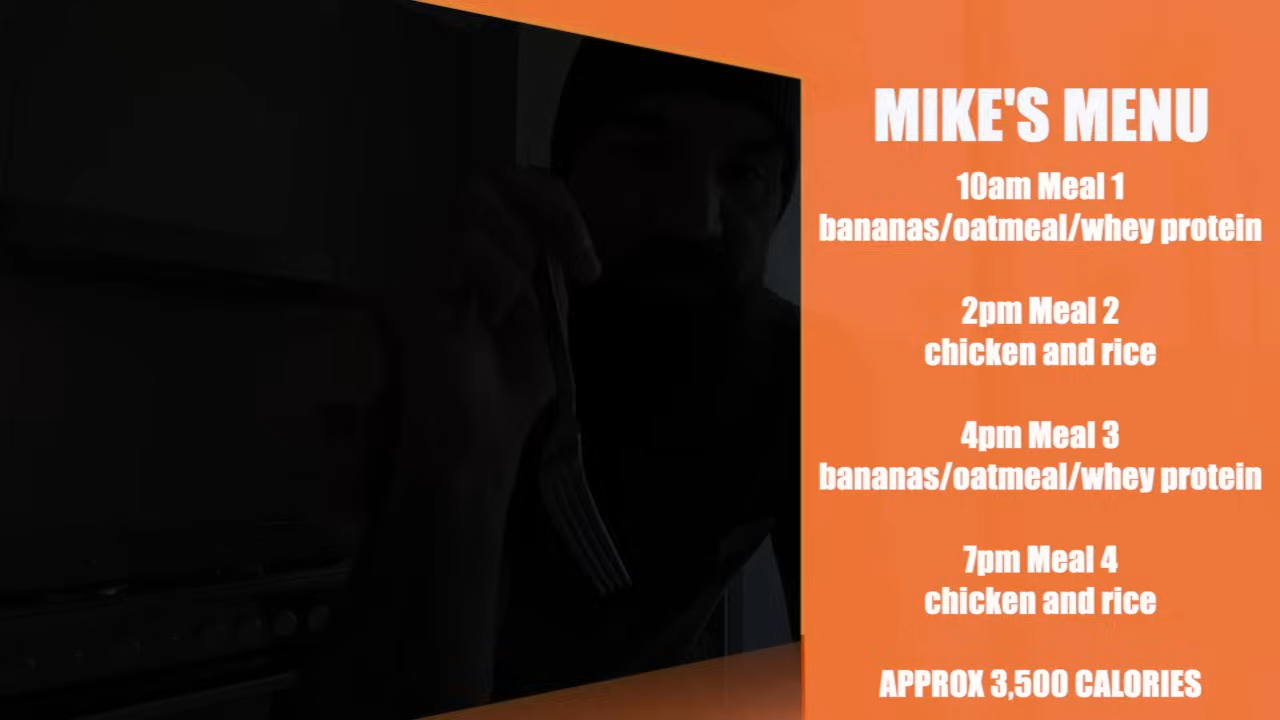 MIKE'S MENU
10am Meal 1
bananas/oatmeal/whey protein
2pm Meal 2
chicken and rice
4pm Meal 3
bananas/oatmeal/whey protein
7pm Meal 4
chicken and rice
APPROX 3,500 CALORIES